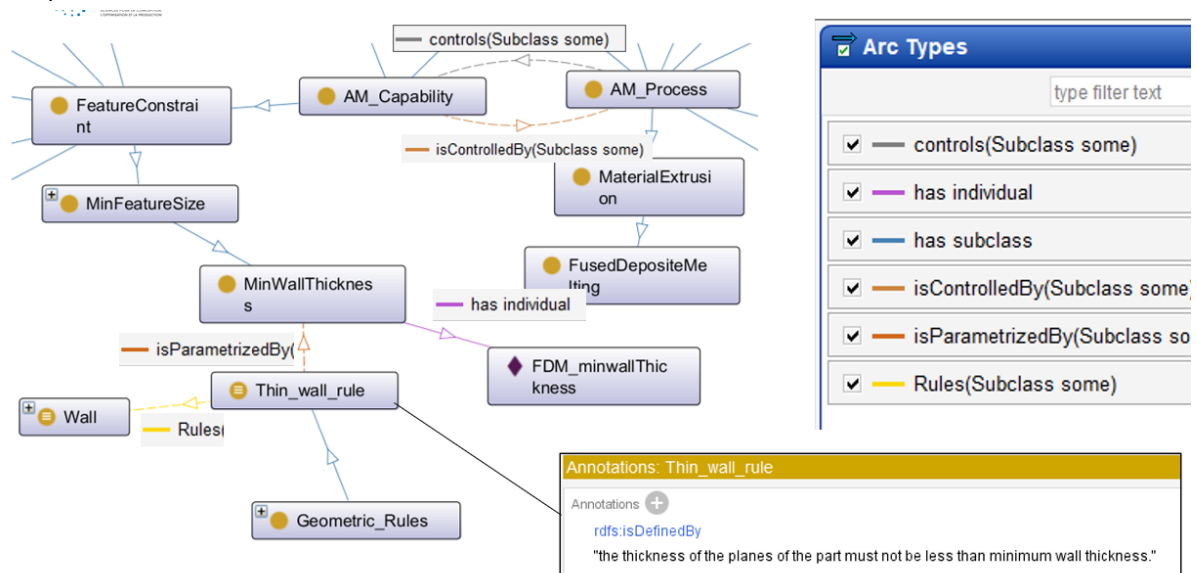 controls(Subclass some)
FeatureConstrai
nt
AM_Capability
AM_Process
isControlledBy(Subclass some)
MaterialExtrusi
on
MinFeatureSize
FusedDepositeMe
lting
MinWallThicknes
s
has individual
isParametrizedBy(
FDM_minwallThic
kness
Thin_wall_rule
Wall
Rules(
Geometric_Rules
Arc Types
type filter text
controls(Subclass some)
has individual
has subclass
isControlledBy(Subclass some)
isParametrizedBy(Subclass so
Rules(Subclass some)
Annotations: Thin_wall_rule
Annotations
rdfs:isDefinedBy
"the thickness of the planes of the part must not be less than minimum wall thickness."